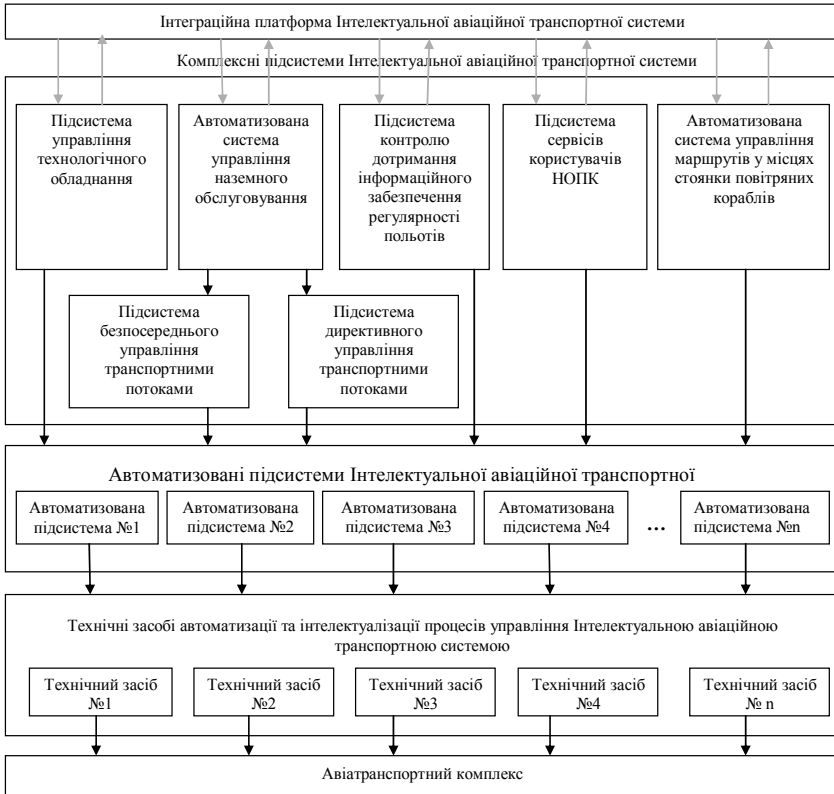 Інтеграційна платформа Інтелектуальної авіаційної транспортної системи
Комплексні підсистеми Інтелектуальної авіаційної транспортної системи
Підсистема
управління
технологічного
обладнання
Автоматизована
система
управління
наземного
обслуговування
Підсистема
контролю
дотримання
інформаційного
забезпечення
регулярності
польотів
Підсистема
сервісів
користувачів
НОПК
Автоматизована
система управління
маршрутів у місцях
стоянки повітряних
кораблів
Підсистема
безпосереднього
управління
транспортними
потоками
Підсистема
директивного
управління
транспортними
потоками
Автоматизовані підсистеми Інтелектуальної авіаційної транспортної
Автоматизована
підсистема №1
Автоматизована
підсистема №2
Автоматизована
підсистема №3
Автоматизована
підсистема №4
...
Автоматизована
підсистема №n
Технічні засобі автоматизації та інтелектуалізації процесів управління Інтелектуальною авіаційною
транспортною системою
Технічний засіб
№1
Технічний засіб
№2
Технічний засіб
№3
Технічний засіб
№4
Технічний засіб
№ n
Авіатранспортний комплекс